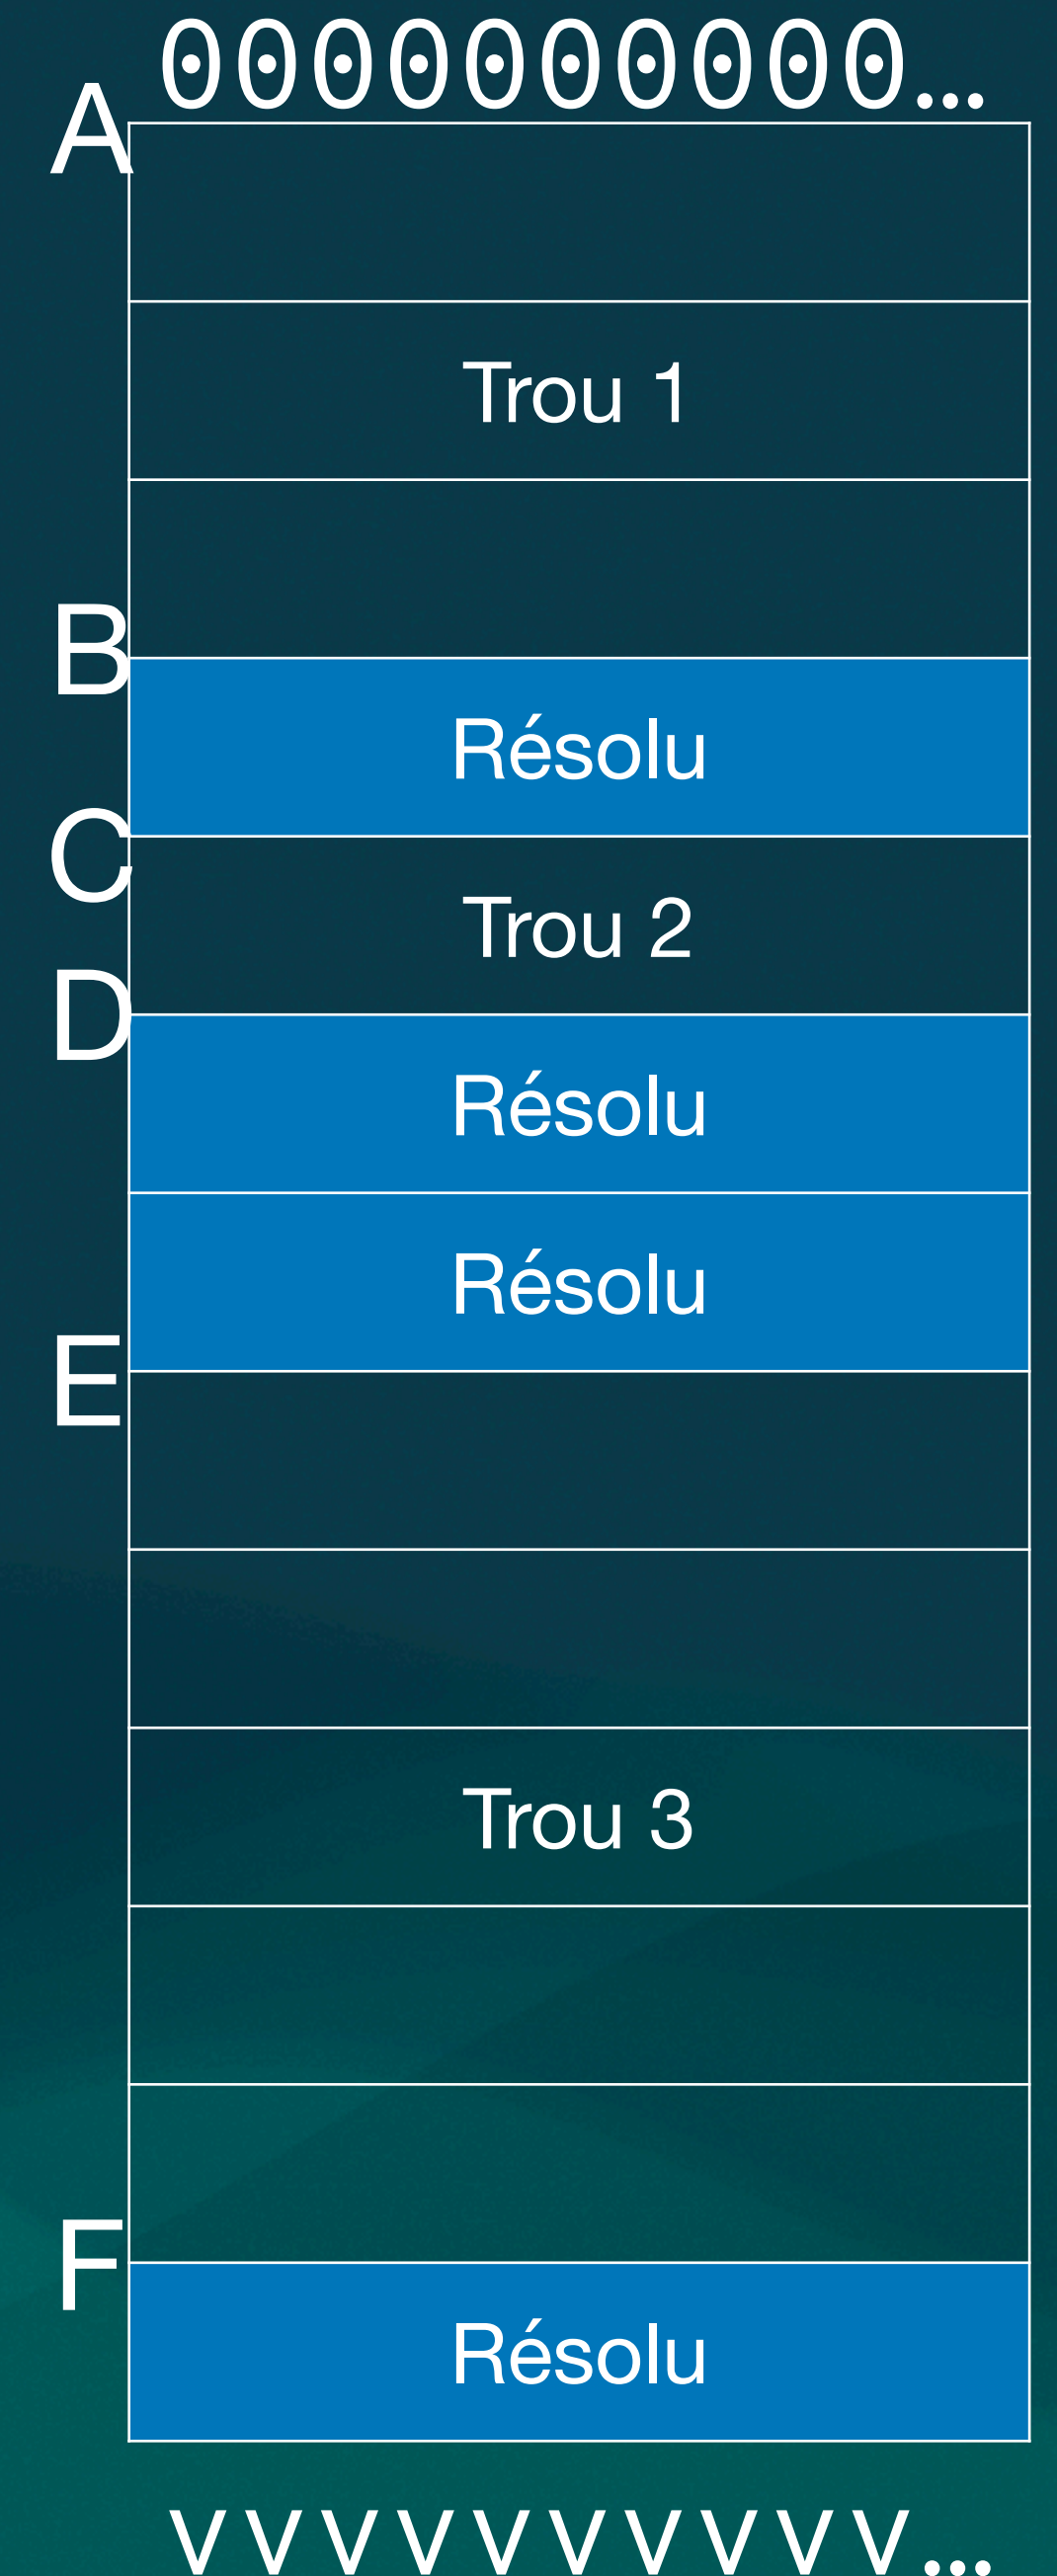 0000000000...
A
Trou 1
B
Résolu
C
Trou 2
D
Résolu
Résolu
E
Trou 3
F
Résolu
vvvvvvvvvv...